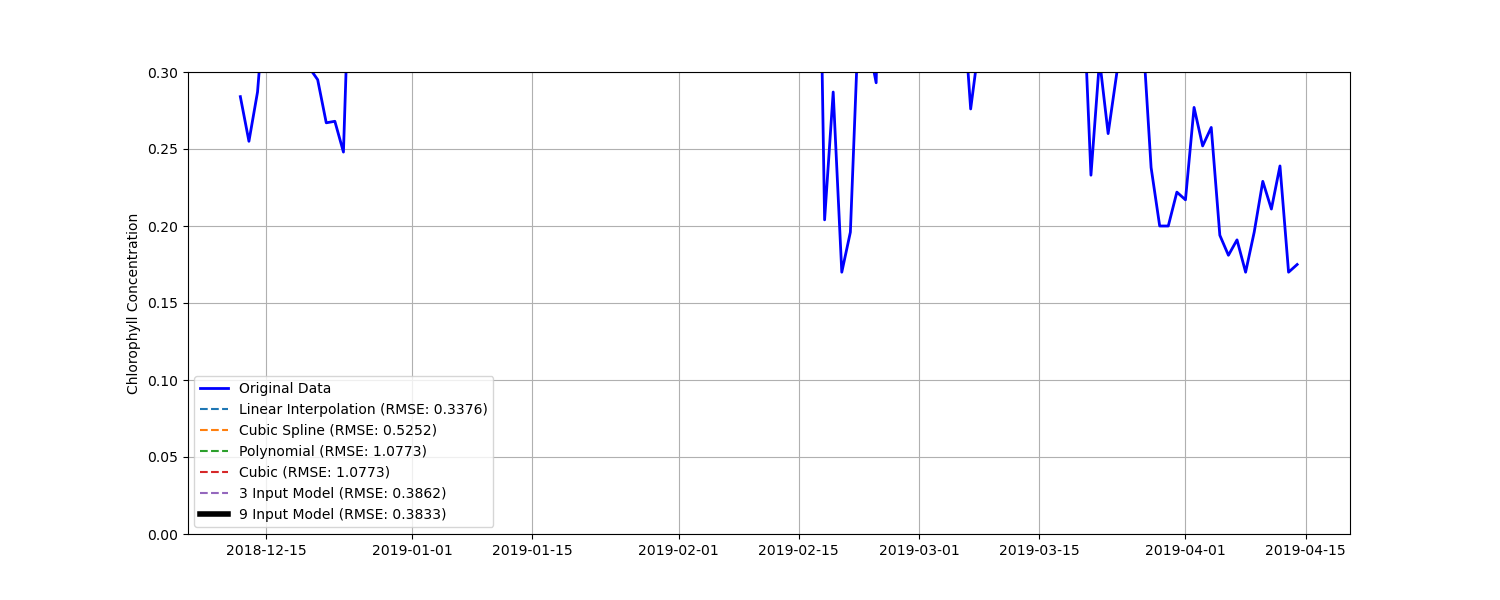 0.30
0.25
0.20
0.15
0.10
0.05
0.00
Chlorophyll Concentration
Original Data
Linear Interpolation (RMSE: 0.3376)
Cubic Spline (RMSE: 0.5252)
Polynomial (RMSE: 1.0773)
Cubic (RMSE: 1.0773)
3 Input Model (RMSE: 0.3862)
9 Input Model (RMSE: 0.3833)
2018-12-15 2019-01-01 2019-01-15 2019-02-01 2019-02-15 2019-03-01 2019-03-15 2019-04-01 2019-04-15